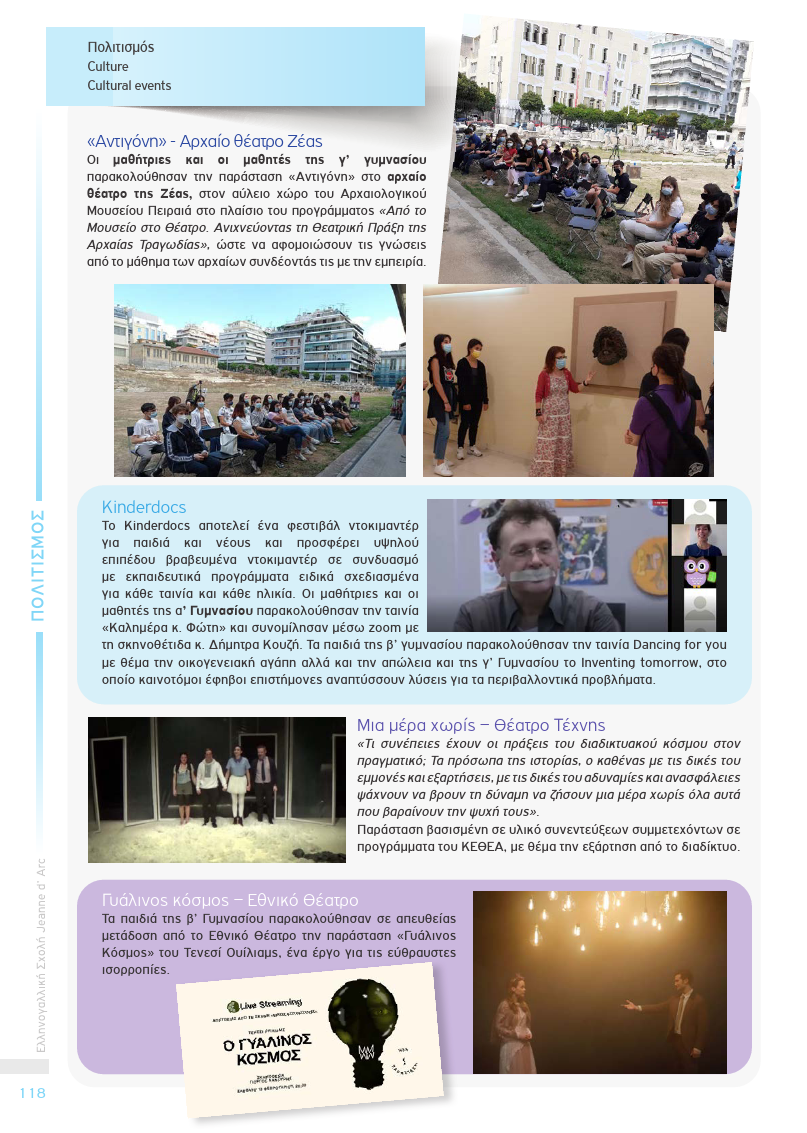 Πολιτισμός
Culture
Cultural events
«Αντιγόνη» - Αρχαίο θέατρο Ζέας
Οι μαθήτριες και οι μαθητές της γ’ γυμνασίου
παρακολούθησαν την παράσταση «Αντιγόνη» στο αρχαίο
θέατρο της Ζέας, στον αύλειο χώρο του Αρχαιολογικού
Μουσείου Πειραιά στο πλαίσιο του προγράμματος «Από το
Μουσείο στο Θέατρο. Ανιχνεύοντας τη Θεατρική Πράξη της
Αρχαίας Τραγωδίας», ώστε να αφομοιώσουν τις γνώσεις
από το μάθημα των αρχαίων συνδέοντάς τις με την εμπειρία.
Kinderdocs
Το Kinderdocs αποτελεί ένα φεστιβάλ ντοκιμαντέρ
για παιδιά και νέους και προσφέρει υψηλού
επιπέδου βραβευμένα ντοκιμαντέρ σε συνδυασμό
με εκπαιδευτικά προγράμματα ειδικά σχεδιασμένα
για κάθε ταινία και κάθε ηλικία. Οι μαθήτριες και οι
μαθητές της α’ Γυμνασίου παρακολούθησαν την ταινία
«Καλημέρα κ. Φώτη» και συνομίλησαν μέσω zoom με
τη σκηνοθέτιδα κ. Δήμητρα Κουζή. Τα παιδιά της β’ γυμνασίου παρακολούθησαν την ταινία Dancing for you
με θέμα την οικογενειακή αγάπη αλλά και την απώλεια και της γ’ Γυμνασίου το Inventing tomorrow, στο
οποίο καινοτόμοι έφηβοι επιστήμονες αναπτύσσουν λύσεις για τα περιβαλλοντικά προβλήματα.
Μια μέρα χωρίς – Θέατρο Τέχνης
«Τι συνέπειες έχουν οι πράξεις του διαδικτυακού κόσμου στον
πραγματικό; Τα πρόσωπα της ιστορίας, ο καθένας με τις δικές του
εμμονές και εξαρτήσεις, με τις δικές του αδυναμίες και ανασφάλειες
ψάχνουν να βρουν τη δύναμη να ζήσουν μια μέρα χωρίς όλα αυτά
που βαραίνουν την ψυχή τους».
Παράσταση βασισμένη σε υλικό συνεντεύξεων συμμετεχόντων σε
προγράμματα του ΚΕΘΕΑ, με θέμα την εξάρτηση από το διαδίκτυο.
Γυάλινος κόσμος – Εθνικό Θέατρο
Τα παιδιά της β’ Γυμνασίου παρακολούθησαν σε απευθείας
μετάδοση από το Εθνικό Θέατρο την παράσταση «Γυάλινος
Κόσμος» του Τενεσί Ουίλιαμς, ένα έργο για τις εύθραυστες
ισορροπίες.
Live Streaming
ΤΕΝΕΣΙ ΟΥΙΛΙΑΜΣ
Ο ΓΥΑΛΙΝΟΣ
ΚΟΣΜΟΣ
ΣΚΗΝΟΘΕΣΙΑ
ΠΟΛΙΤΙΣΜΟΣ
Ελληνογαλλική Σχολή Jeanne d’ Arc
118